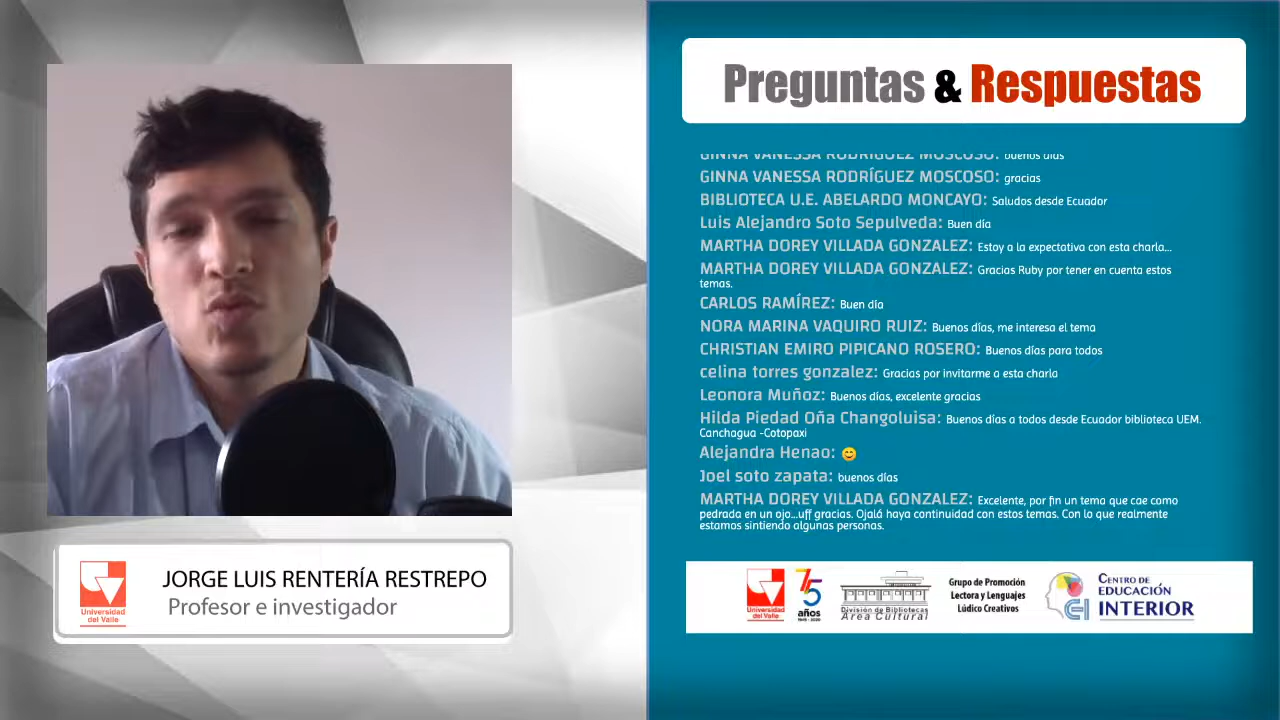 Preguntas & Respuestas
GINNA VANESSA RODRÍGUEZ MOSCOSO: buenos días
GINNA VANESSA RODRÍGUEZ MOSCOSO: gracias
BIBLIOTECA U.E. ABELARDO MONCAYO: Saludos desde Ecuador
Luis Alejandro Soto Sepulveda: Buen día
MARTHA DOREY VILLADA GONZALEZ: Estoy a la expectativa con esta charla...
MARTHA DOREY VILLADA GONZALEZ: Gracias Ruby por tener en cuenta estos
temas.
CARLOS RAMÍREZ: Buen día
NORA MARINA VAQUIRO RUIZ: Buenos días, me interesa el tema
CHRISTIAN EMIRO PIPICANO ROSERO: Buenos días para todos
celina torres gonzalez: Gracias por invitarme a esta charla
Leonora Muñoz: Buenos días, excelente gracias
Hilda Piedad Oña Changoluisa: Buenos días a todos desde Ecuador biblioteca UEM.
Canchagua -Cotopaxi
Alejandra Henao: 😊
Joel soto zapata: buenos días
MARTHA DOREY VILLADA GONZALEZ: Excelente, por fin un tema que cae como
pedrada en un ojo...uff gracias. Ojalá haya continuidad con estos temas. Con lo que realmente
estamos sintiendo algunas personas.
JORGE LUIS RENTERÍA RESTREPO
Profesor e investigador
Universidad
del Valle
Universidad
del Valle
75
años
1945 - 2020
División de Bibliotecas
Área Cultural
Grupo de Promoción
Lectora y Lenguajes
Lúdico Creativos
CEI
CENTRO DE
EDUCACIÓN
INTERIOR